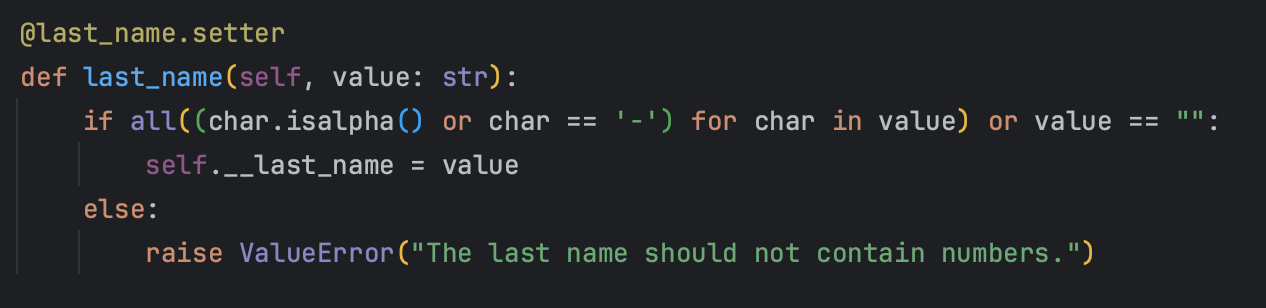 @last_name.setter
def last_name(self, value: str):
    if all((char.isalpha() or char == '-') for char in value) or value == "":
        self.__last_name = value
    else:
        raise ValueError("The last name should not contain numbers.")